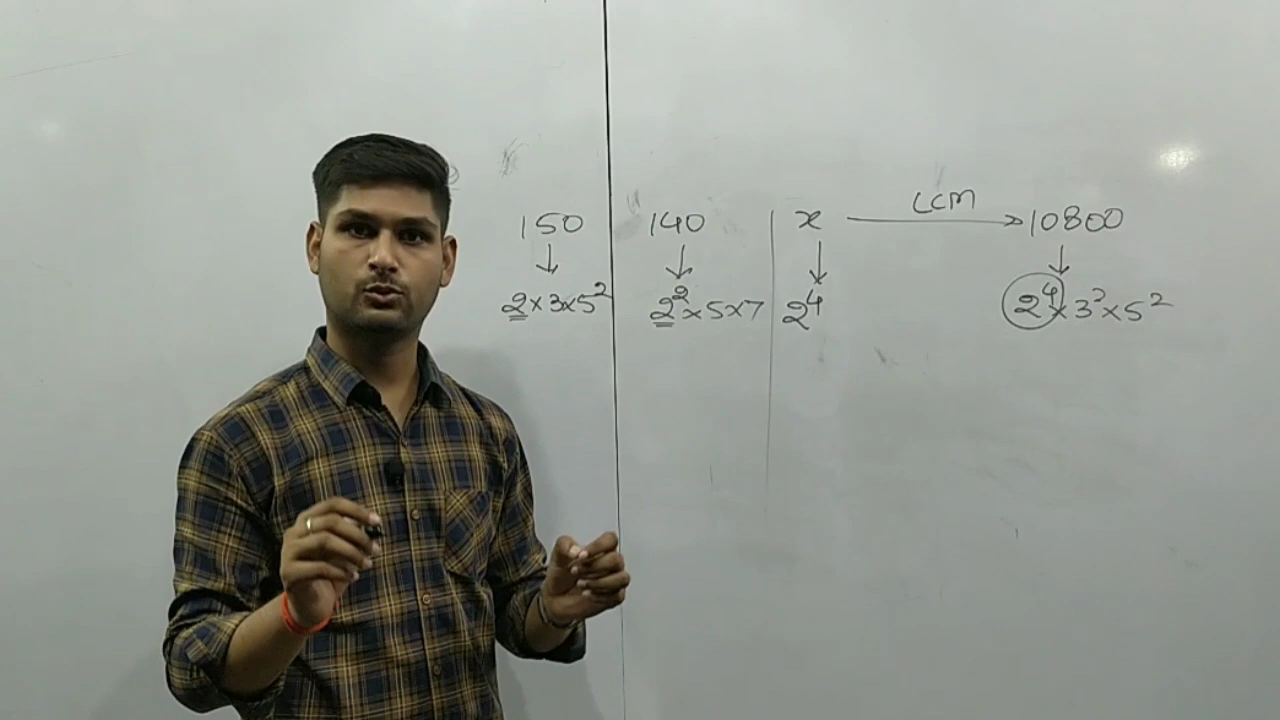 150 140 x LCM 10800
↓ ↓ ↓ ↓
2×3×5² 2²×5×7 2⁴ 2⁴×3³×5²